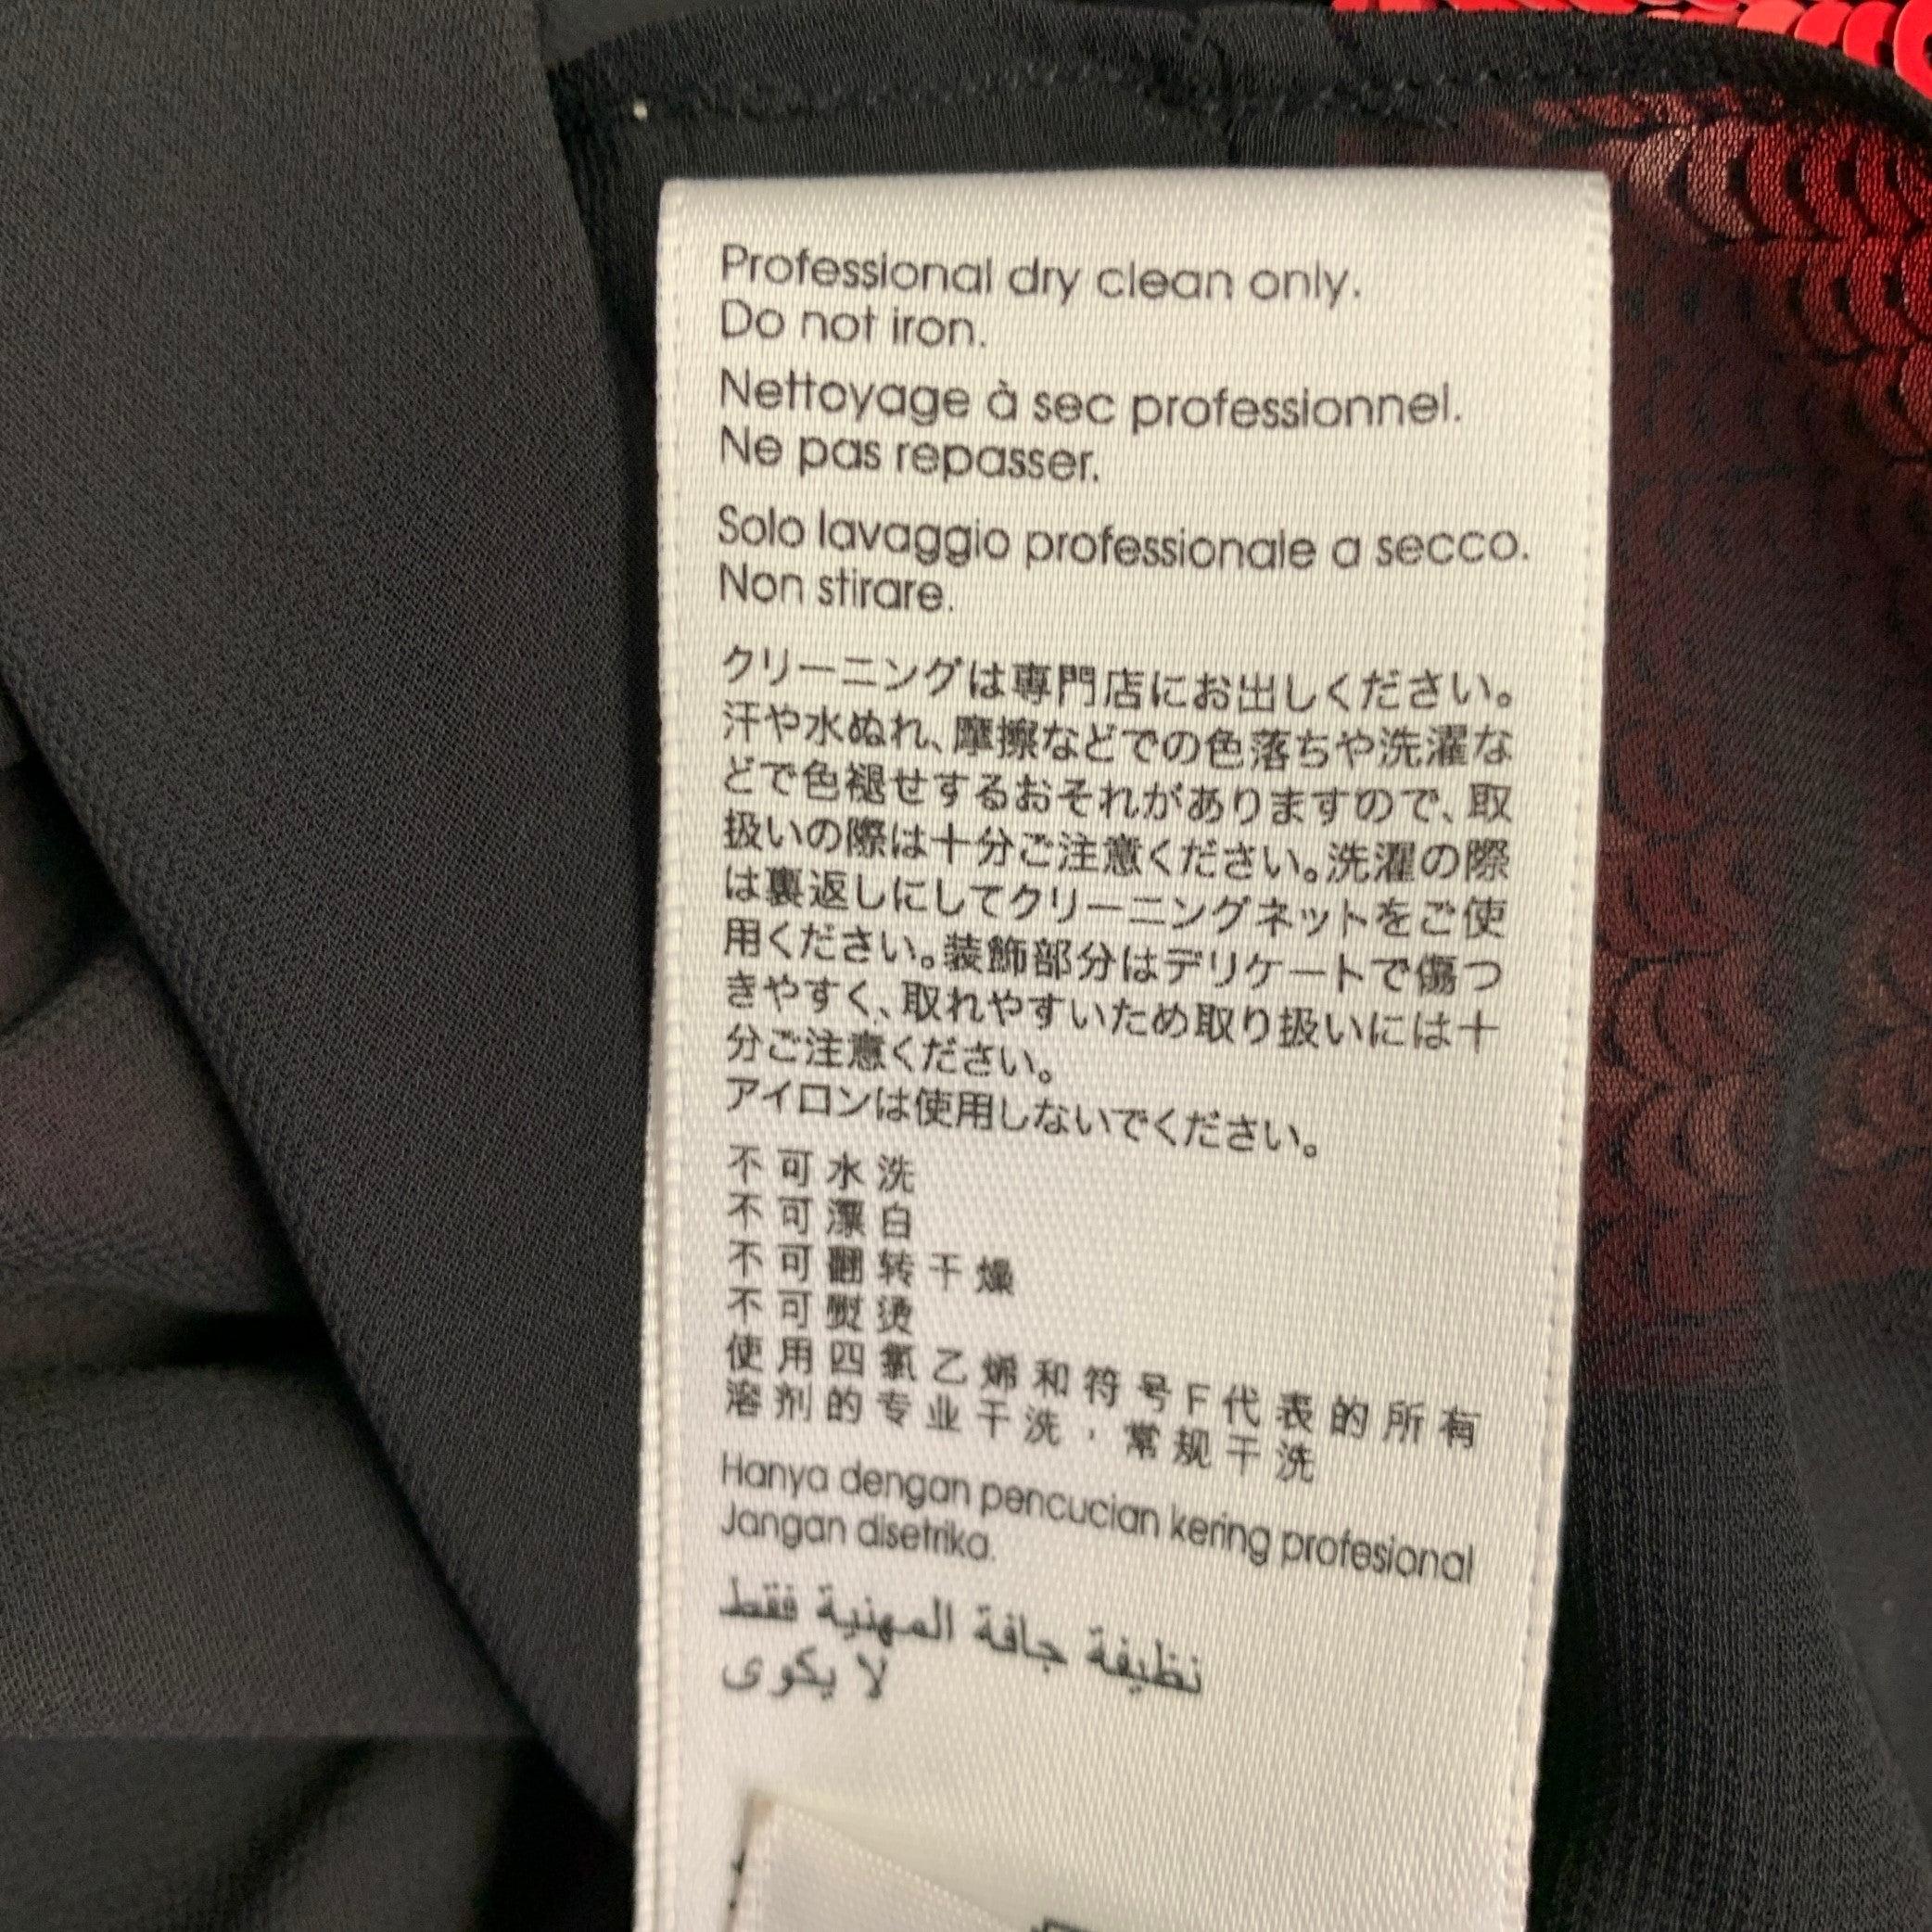 Professional dry clean only.
Do not iron.
Nettoyage à sec professionnel.
Ne pas repasser.
Solo lavaggio professionale a secco.
Non stirare.
クリーニングは専門店にお出しください。
汗や水ぬれ、摩擦などでの色落ちや洗濯な
どで色褪せするおそれがありますので、取
扱いの際は十分ご注意ください。洗濯の際
は裏返しにしてクリーニングネットをご使
用ください。装飾部分はデリケートで傷つ
きやすく、取れやすいため取り扱いには十
分ご注意ください。
アイロンは使用しないでください。
不可水洗
不可漂白
不可翻转干燥
不可熨烫
使用四氯乙烯和符号F代表的所有
溶剂的专业干洗，常规干洗
Hanya dengan pencucian kering profesional
Jangan disetrika.
نظيفة جافة المهنية فقط
لا يكوى